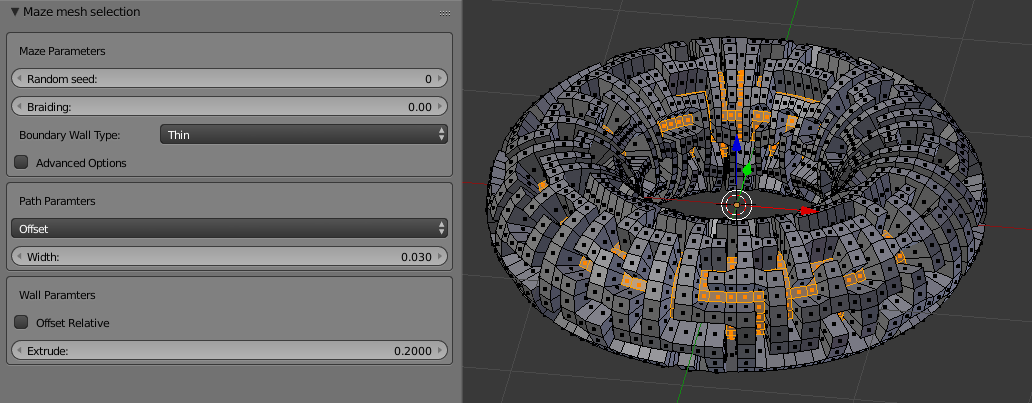 Maze mesh selection
Maze Parameters
Random seed: 0
Braiding: 0.00
Boundary Wall Type: Thin
Advanced Options
Path Paramters
Offset
Width: 0.030
Wall Paramters
Offset Relative
Extrude: 0.2000